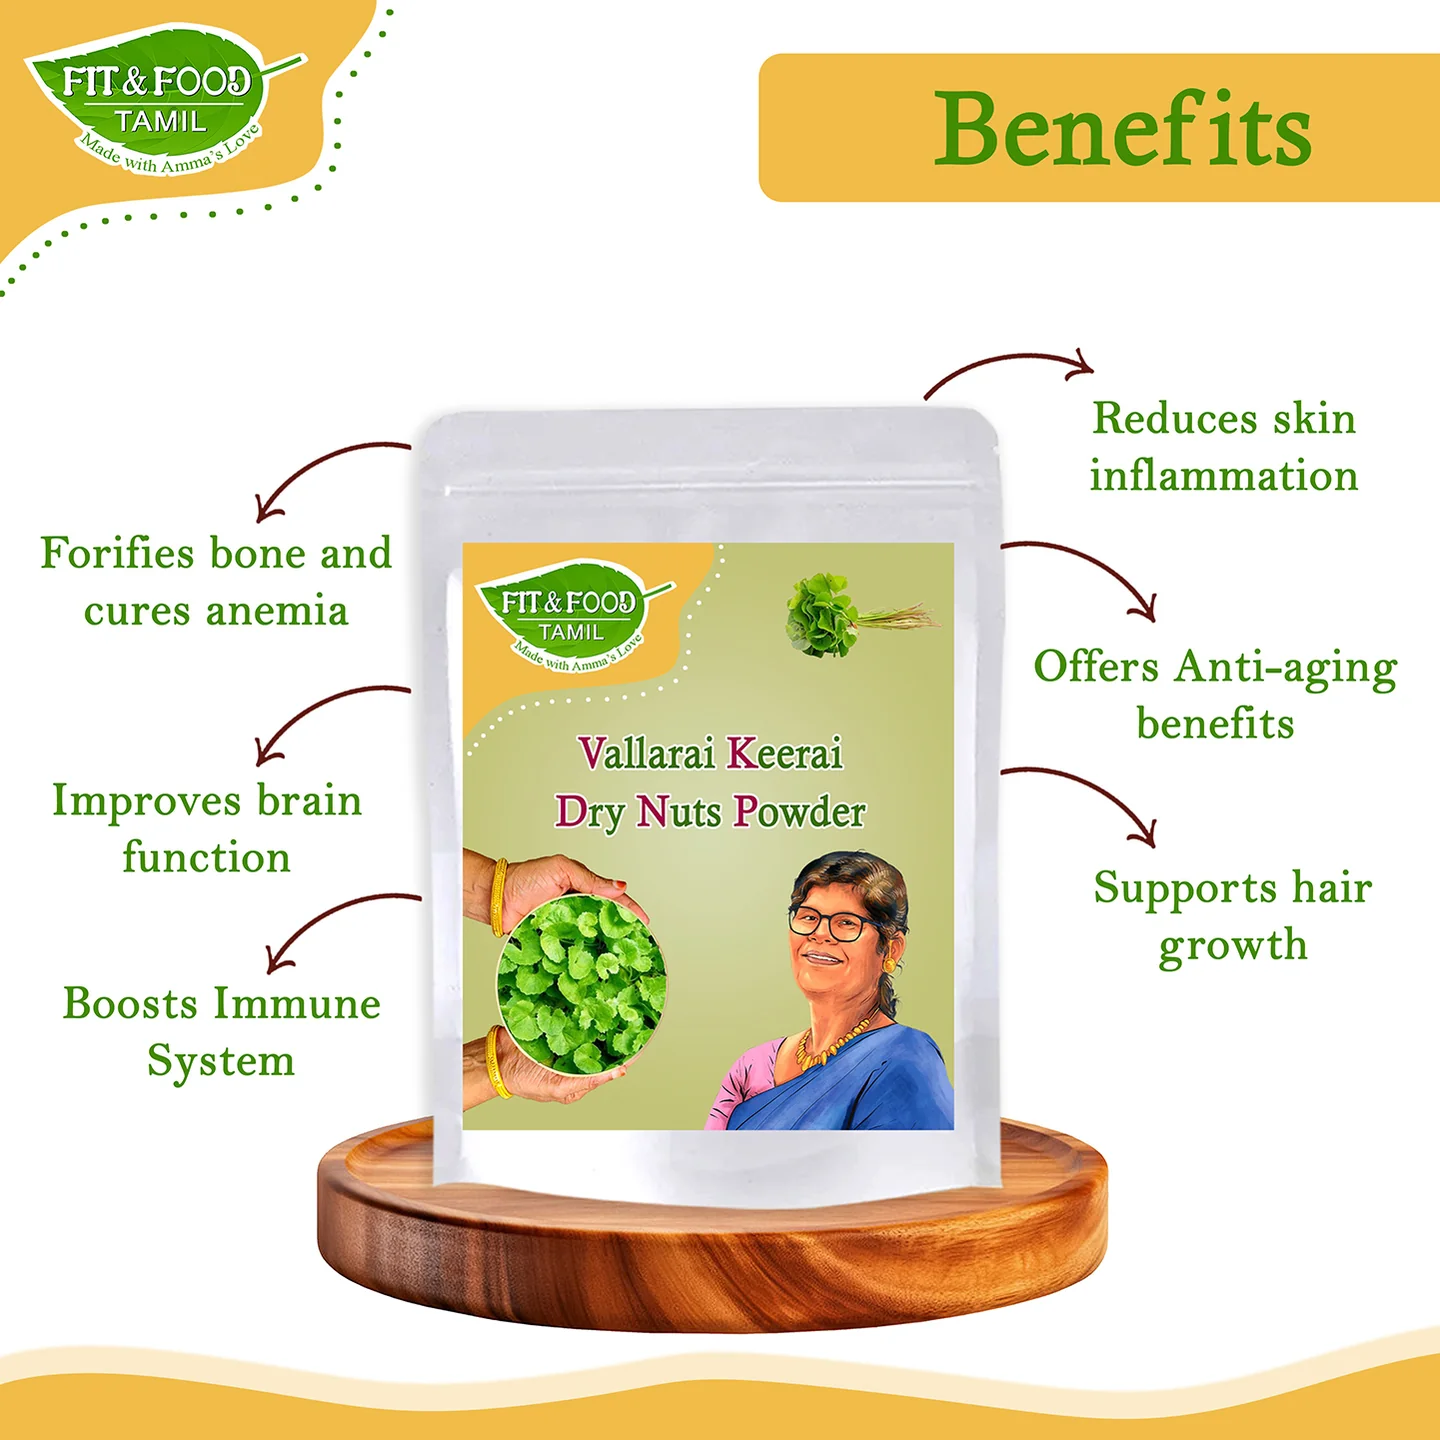 FIT & FOOD
TAMIL
Made with Amma's Love
Benefits
Reduces skin
inflammation
Forifies bone and
cures anemia
Offers Anti-aging
benefits
Improves brain
function
Supports hair
growth
Boosts Immune
System
FIT & FOOD
TAMIL
Made with Amma's Love
Vallarai Keerai
Dry Nuts Powder